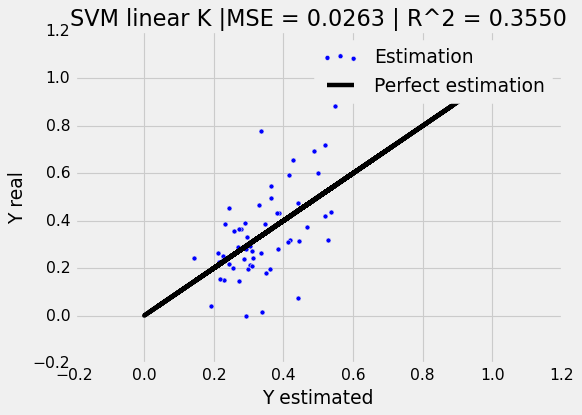 SVM linear K |MSE = 0.0263 | R^2 = 0.3550
Estimation
Perfect estimation
Y real
1.2
1.0
0.8
0.6
0.4
0.2
0.0
−0.2
−0.2 0.0 0.2 0.4 0.6 0.8 1.0 1.2
Y estimated